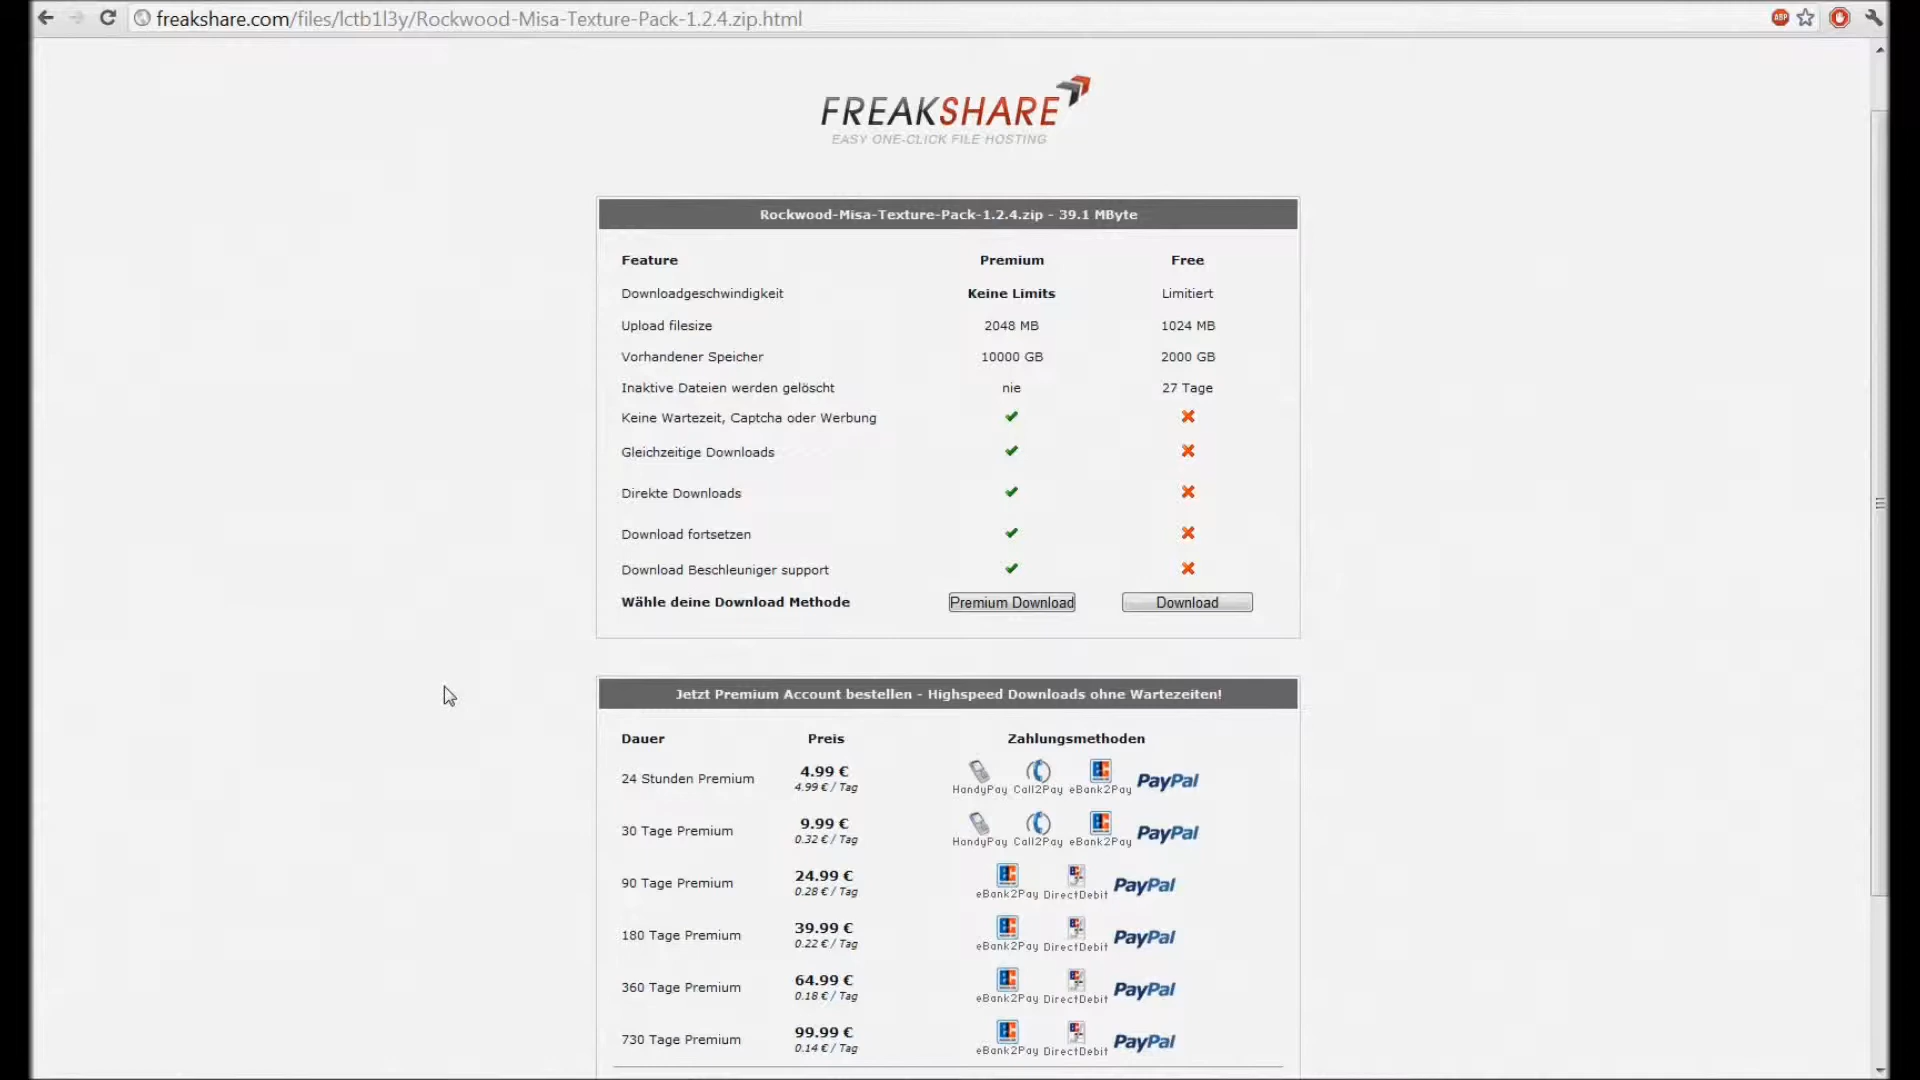 freakshare.com/files/lctb1l3y/Rockwood-Misa-Texture-Pack-1.2.4.zip.html
ABP
FREAKSHARE
EASY ONE-CLICK FILE HOSTING
Rockwood-Misa-Texture-Pack-1.2.4.zip - 39.1 MByte
Feature Premium Free
Downloadgeschwindigkeit Keine Limits Limitiert
Upload filesize 2048 MB 1024 MB
Vorhandener Speicher 10000 GB 2000 GB
Inaktive Dateien werden gelöscht nie 27 Tage
Keine Wartezeit, Captcha oder Werbung
Gleichzeitige Downloads
Direkte Downloads
Download fortsetzen
Download Beschleuniger support
Wähle deine Download Methode Premium Download Download
Jetzt Premium Account bestellen - Highspeed Downloads ohne Wartezeiten!
Dauer Preis Zahlungsmethoden
24 Stunden Premium 4.99 € PayPal
4.99 € / Tag HandyPay Call2Pay eBank2Pay
30 Tage Premium 9.99 € PayPal
0.32 € / Tag HandyPay Call2Pay eBank2Pay
90 Tage Premium 24.99 € PayPal
0.28 € / Tag eBank2Pay DirectDebit
180 Tage Premium 39.99 € PayPal
0.22 € / Tag eBank2Pay DirectDebit
360 Tage Premium 64.99 € PayPal
0.18 € / Tag eBank2Pay DirectDebit
730 Tage Premium 99.99 € PayPal
0.14 € / Tag eBank2Pay DirectDebit